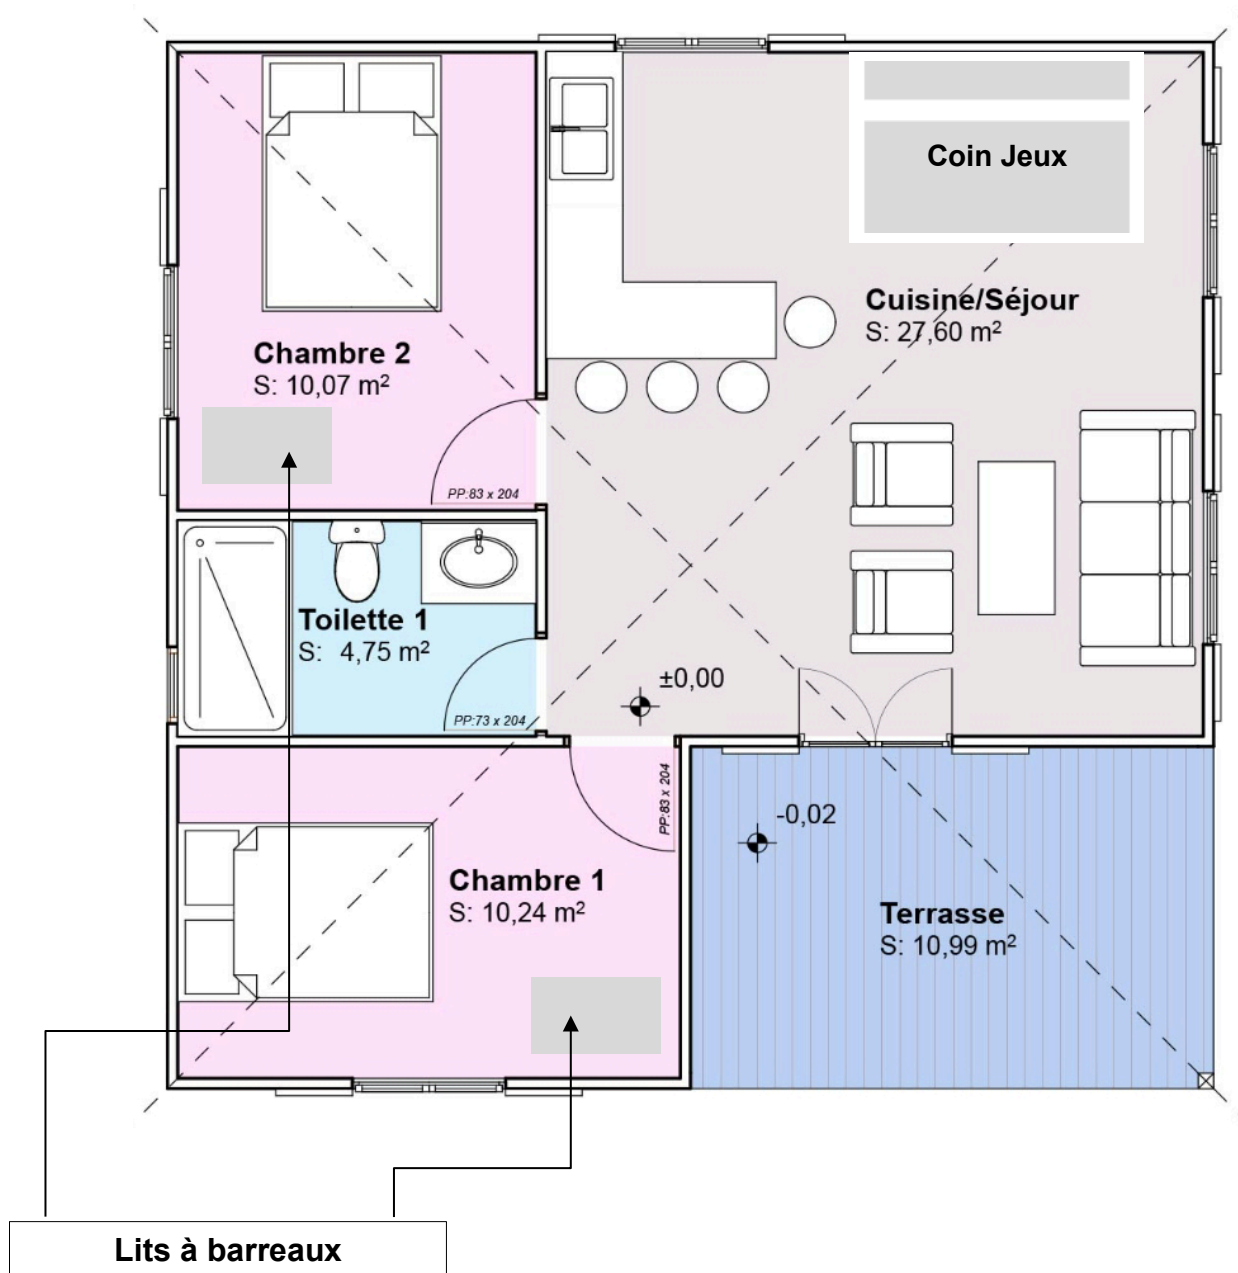 Coin Jeux
Cuisine/Séjour
S: 27,60 m²
Chambre 2
S: 10,07 m²
PP:83 x 204
Toilette 1
S: 4,75 m²
PP:73 x 204
±0,00
PP:83 x 204
-0,02
Chambre 1
S: 10,24 m²
Terrasse
S: 10,99 m²
Lits à barreaux